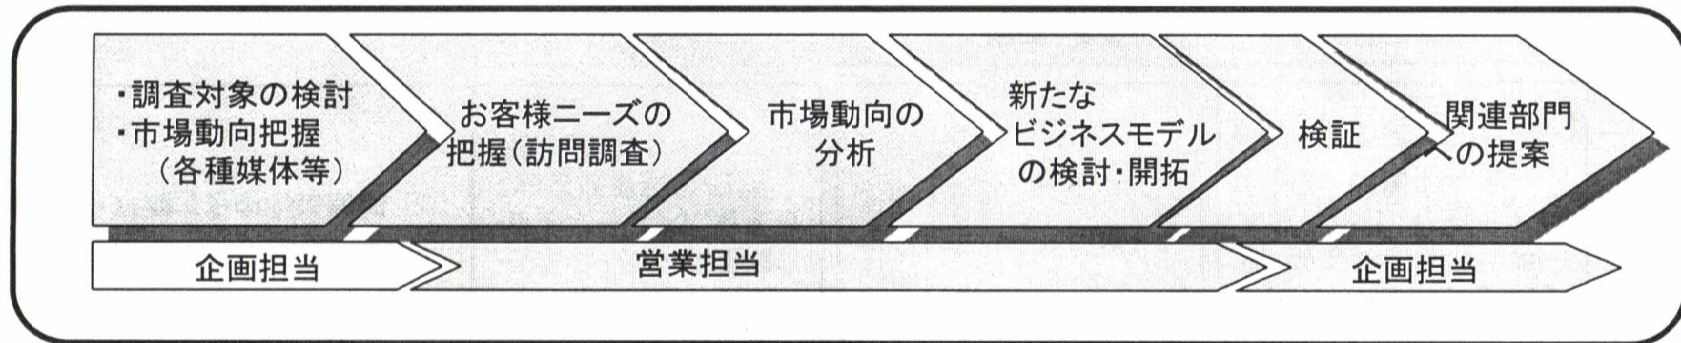 ・調査対象の検討
・市場動向把握
（各種媒体等）
お客様ニーズの
把握（訪問調査）
市場動向の
分析
新たな
ビジネスモデル
の検討・開拓
検証
関連部門
への提案
企画担当
営業担当
企画担当